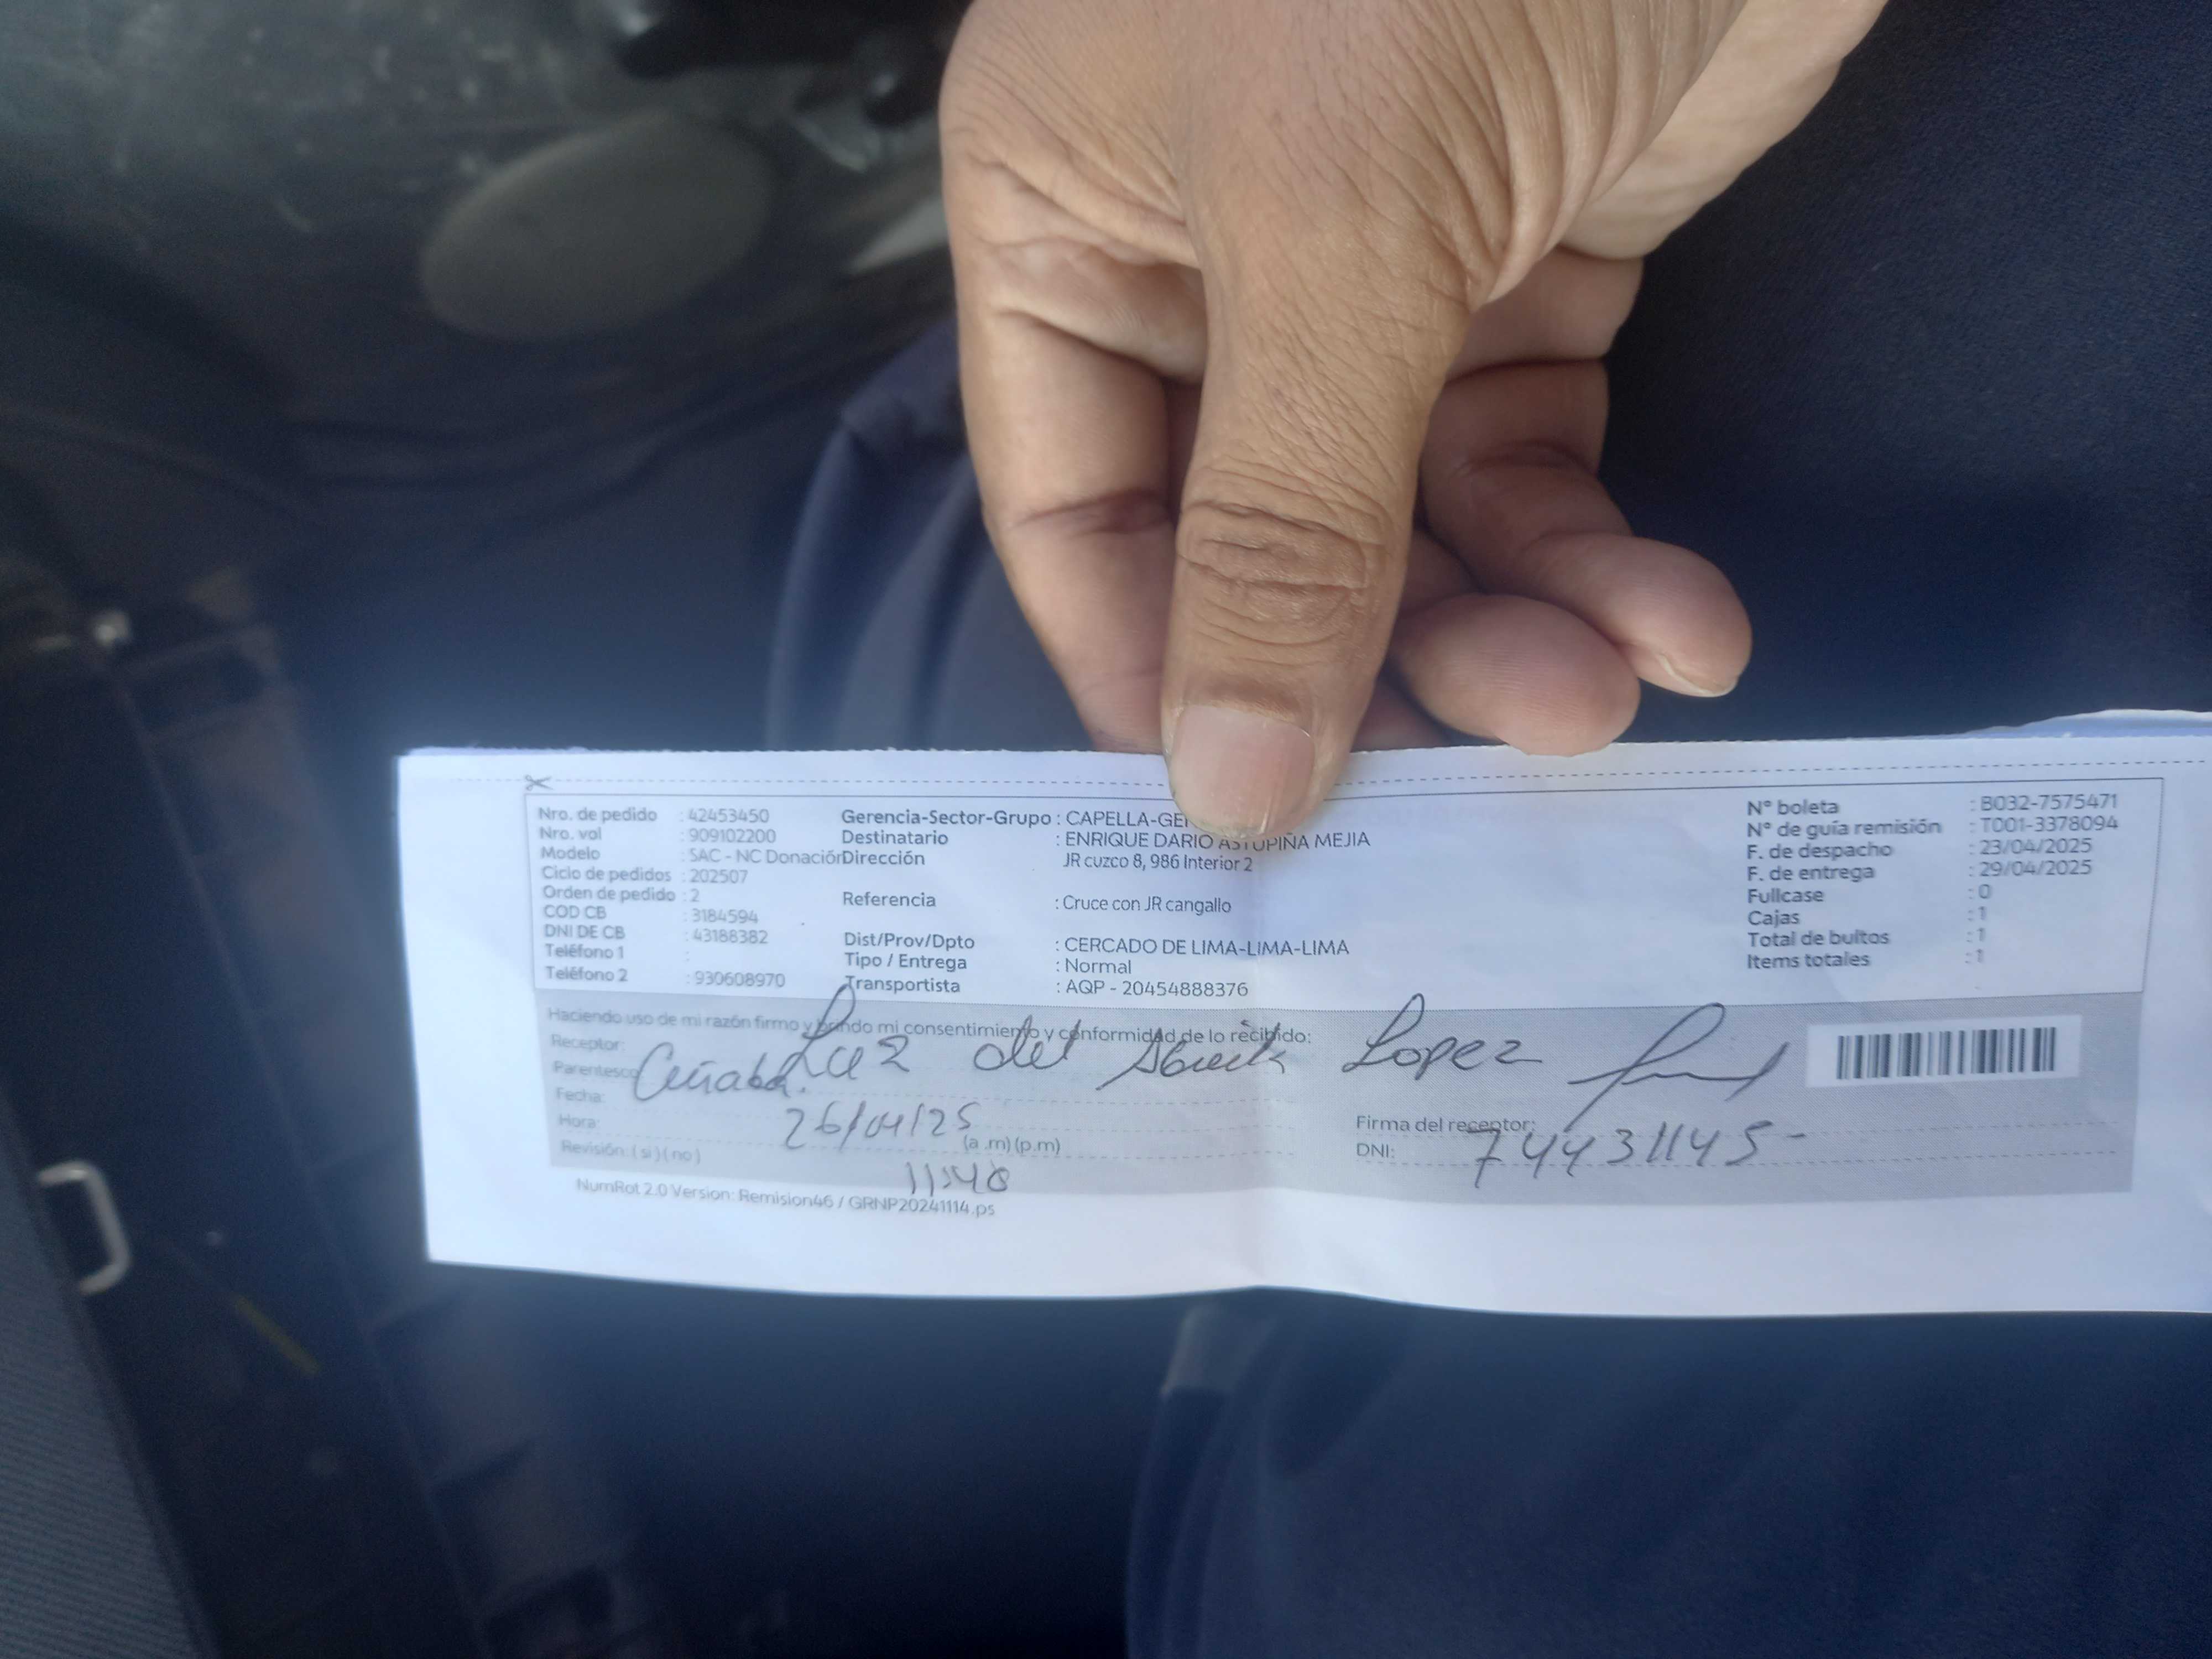 Nro. de pedido : 42453450 Gerencia-Sector-Grupo : CAPELLA-GE N° boleta : B032-7575471
Nro. vol : 909102200 Destinatario : ENRIQUE DARIO ASTUPIÑA MEJIA N° de guía remisión : T001-3378094
Modelo : SAC - NC Donación Dirección JR cuzco 8, 986 Interior 2 F. de despacho : 23/04/2025
Ciclo de pedidos : 202507 F. de entrega : 29/04/2025
Orden de pedido : 2 Referencia : Cruce con JR cangallo Fullcase : 0
COD CB : 3184594 Cajas : 1
DNI DE CB : 43188382 Dist/Prov/Dpto : CERCADO DE LIMA-LIMA-LIMA Total de bultos : 1
Teléfono 1 : Tipo / Entrega : Normal Items totales : 1
Teléfono 2 : 930608970 Transportista : AQP - 20454888376
Haciendo uso de mi razón firmo y brindo mi consentimiento y conformidad de lo recibido:
Receptor: Luz del Lopez
Parentesco Cuñada.
Fecha: 26/04/25
Hora: (a .m) (p.m) Firma del receptor:
Revisión: ( si ) ( no ) 11:48 DNI: 74431145-
NumRot 2.0 Version: Remision46 / GRNP20241114.ps